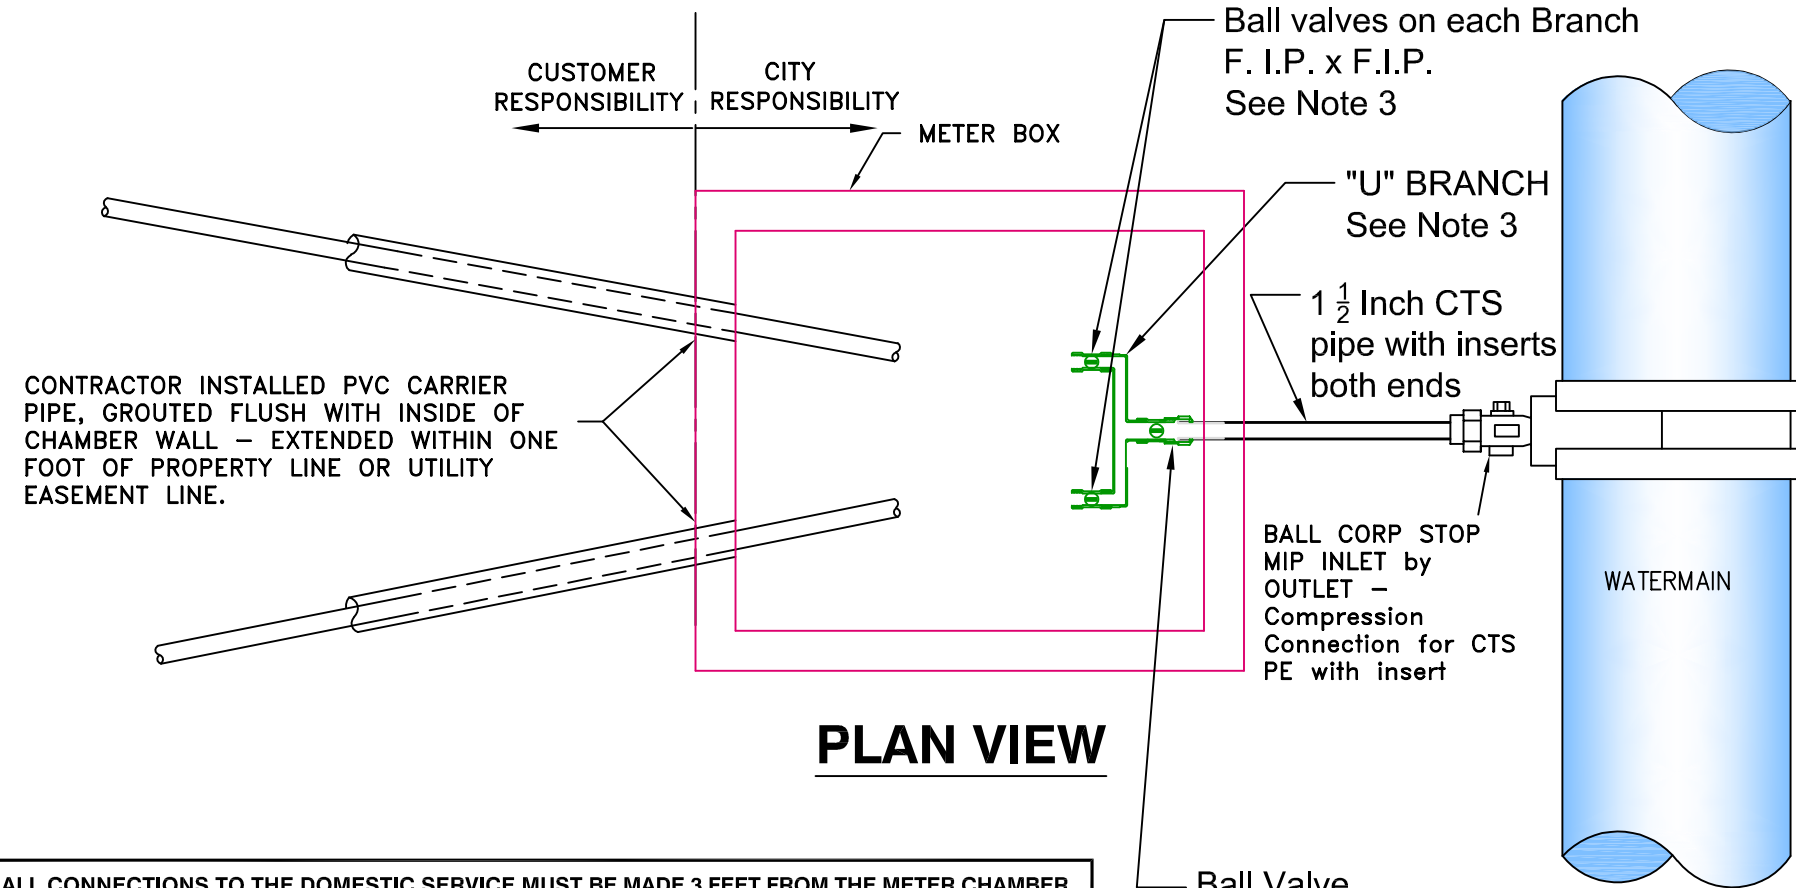 Ball valves on each Branch
F. I.P. x F.I.P.
See Note 3
CUSTOMER
RESPONSIBILITY
CITY
RESPONSIBILITY
METER BOX
"U" BRANCH
See Note 3
1 1/2 Inch CTS
pipe with inserts
both ends
CONTRACTOR INSTALLED PVC CARRIER
PIPE, GROUTED FLUSH WITH INSIDE OF
CHAMBER WALL – EXTENDED WITHIN ONE
FOOT OF PROPERTY LINE OR UTILITY
EASEMENT LINE.
BALL CORP STOP
MIP INLET by
OUTLET –
Compression
Connection for CTS
PE with insert
WATERMAIN
PLAN VIEW
ALL CONNECTIONS TO THE DOMESTIC SERVICE MUST BE MADE 3 FEET FROM THE METER CHAMBER
Ball Valve